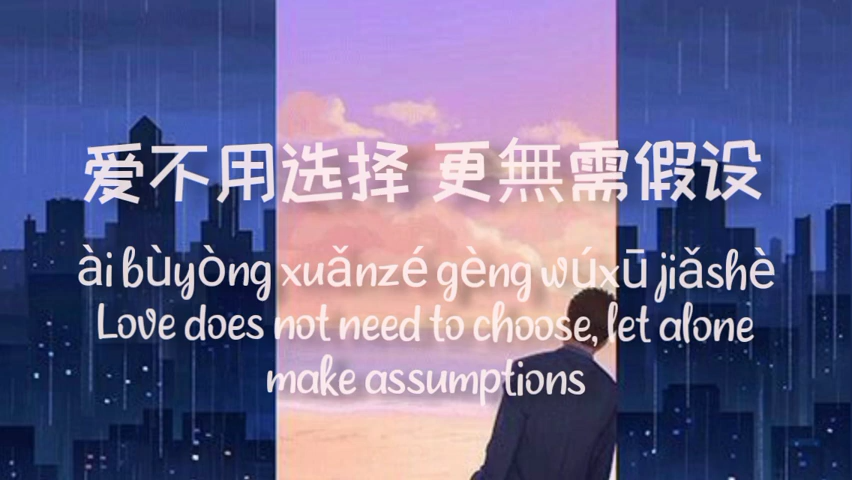 爱不用选择 更無需假设
ài bùyòng xuǎnzé gèng wúxū jiǎshè
Love does not need to choose, let alone
make assumptions